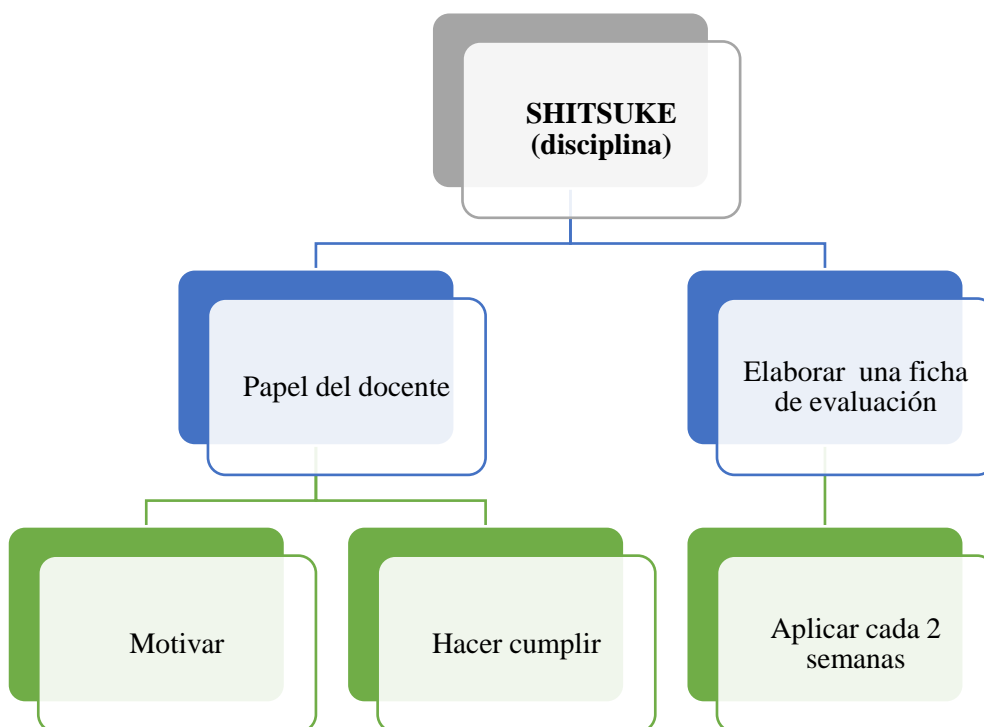 SHITSUKE
(disciplina)
Papel del docente
Elaborar una ficha
de evaluación
Motivar
Hacer cumplir
Aplicar cada 2
semanas